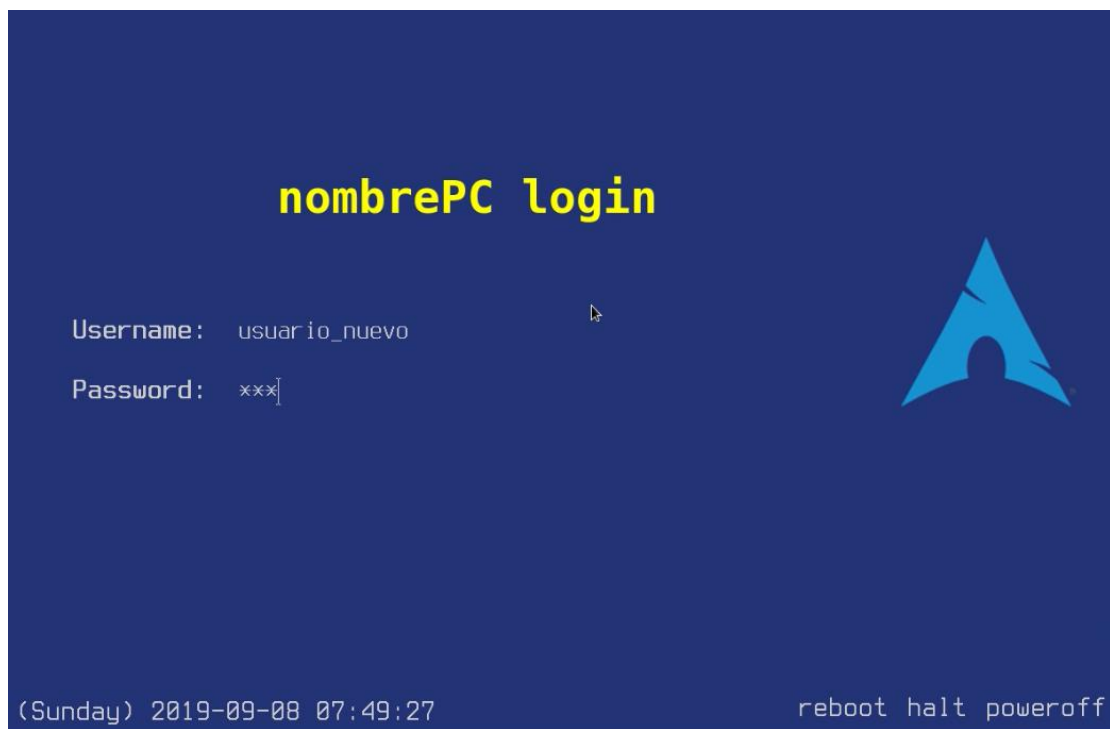 nombrePC login
Username: usuario_nuevo
Password: ***
(Sunday) 2019-09-08 07:49:27
reboot halt poweroff